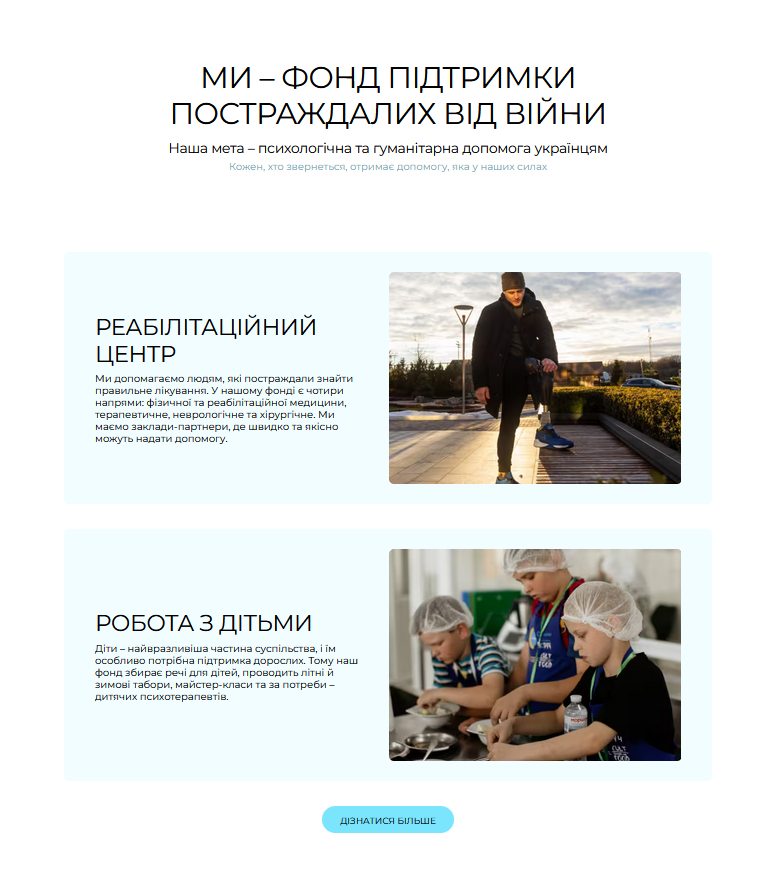 МИ – ФОНД ПІДТРИМКИ
ПОСТРАЖДАЛИХ ВІД ВІЙНИ
Наша мета – психологічна та гуманітарна допомога українцям
Кожен, хто звернеться, отримає допомогу, яка у наших силах
РЕАБІЛІТАЦІЙНИЙ
ЦЕНТР
Ми допомагаємо людям, які постраждали знайти
правильне лікування. У нашому фонді є чотири
напрями: фізичної та реабілітаційної медицини,
терапевтичне, неврологічне та хірургічне. Ми
маємо заклади-партнери, де швидко та якісно
можуть надати допомогу.
РОБОТА З ДІТЬМИ
Діти – найвразливіша частина суспільства, і їм
особливо потрібна підтримка дорослих. Тому наш
фонд збирає речі для дітей, проводить літні й
зимові табори, майстер-класи та за потреби –
дитячих психотерапевтів.
ДІЗНАТИСЯ БІЛЬШЕ